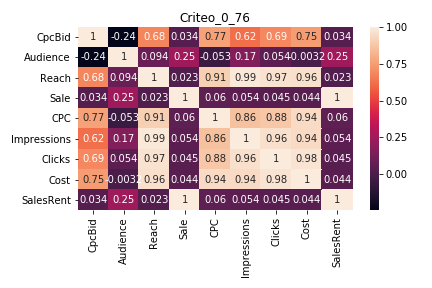 Criteo_0_76
CpcBid 1 -0.24 0.68 0.034 0.77 0.62 0.69 0.75 0.034
Audience -0.24 1 0.094 0.25 -0.053 0.17 0.054 -0.0032 0.25
Reach 0.68 0.094 1 0.023 0.91 0.99 0.97 0.96 0.023
Sale 0.034 0.25 0.023 1 0.06 0.054 0.045 0.044 1
CPC 0.77 -0.053 0.91 0.06 1 0.86 0.88 0.94 0.06
Impressions 0.62 0.17 0.99 0.054 0.86 1 0.96 0.94 0.054
Clicks 0.69 0.054 0.97 0.045 0.88 0.96 1 0.98 0.045
Cost 0.75 -0.0032 0.96 0.044 0.94 0.94 0.98 1 0.044
SalesRent 0.034 0.25 0.023 1 0.06 0.054 0.045 0.044 1
CpcBid Audience Reach Sale CPC Impressions Clicks Cost SalesRent
1.00
0.75
0.50
0.25
0.00